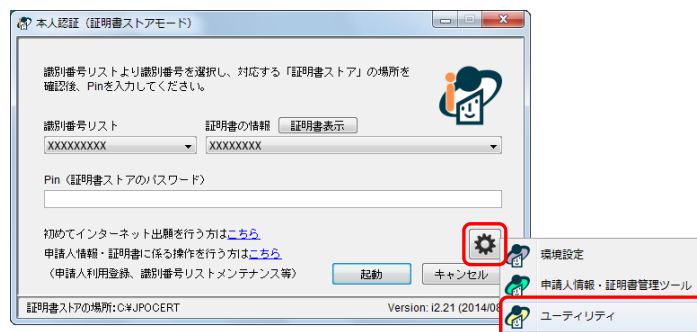 本人認証（証明書ストアモード）
識別番号リストより識別番号を選択し、対応する「証明書ストア」の場所を
確認後、Pinを入力してください。
識別番号リスト 証明書の情報 証明書表示
XXXXXXXXX XXXXXXXX
Pin（証明書ストアのパスワード）
初めてインターネット出願を行う方はこちら
申請人情報・証明書に係る操作を行う方はこちら
（申請人利用登録、識別番号リストメンテナンス等） 起動 キャンセル
環境設定
申請人情報・証明書管理ツール
ユーティリティ
証明書ストアの場所:C¥JPOCERT Version: i2.21 (2014/08